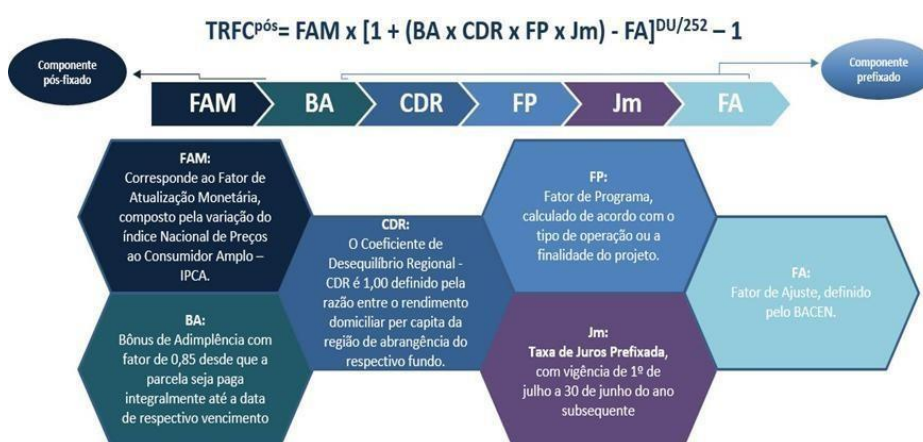 TRFCpós= FAM x [1 + (BA x CDR x FP x Jm) - FA]DU/252 – 1
Componente
pós-fixado
Componente
prefixado
FAM
BA
CDR
FP
Jm
FA
FAM:
Corresponde ao Fator de
Atualização Monetária,
composto pela variação do
índice Nacional de Preços
ao Consumidor Amplo –
IPCA.
BA:
Bônus de Adimplência com
fator de 0,85 desde que a
parcela seja paga
integralmente até a data
de respectivo vencimento
CDR:
O Coeficiente de
Desequilíbrio Regional -
CDR é 1,00 definido pela
razão entre o rendimento
domiciliar per capita da
região de abrangência do
respectivo fundo.
FP:
Fator de Programa,
calculado de acordo com o
tipo de operação ou a
finalidade do projeto.
Jm:
Taxa de Juros Prefixada,
com vigência de 1º de
julho a 30 de junho do ano
subsequente
FA:
Fator de Ajuste, definido
pelo BACEN.